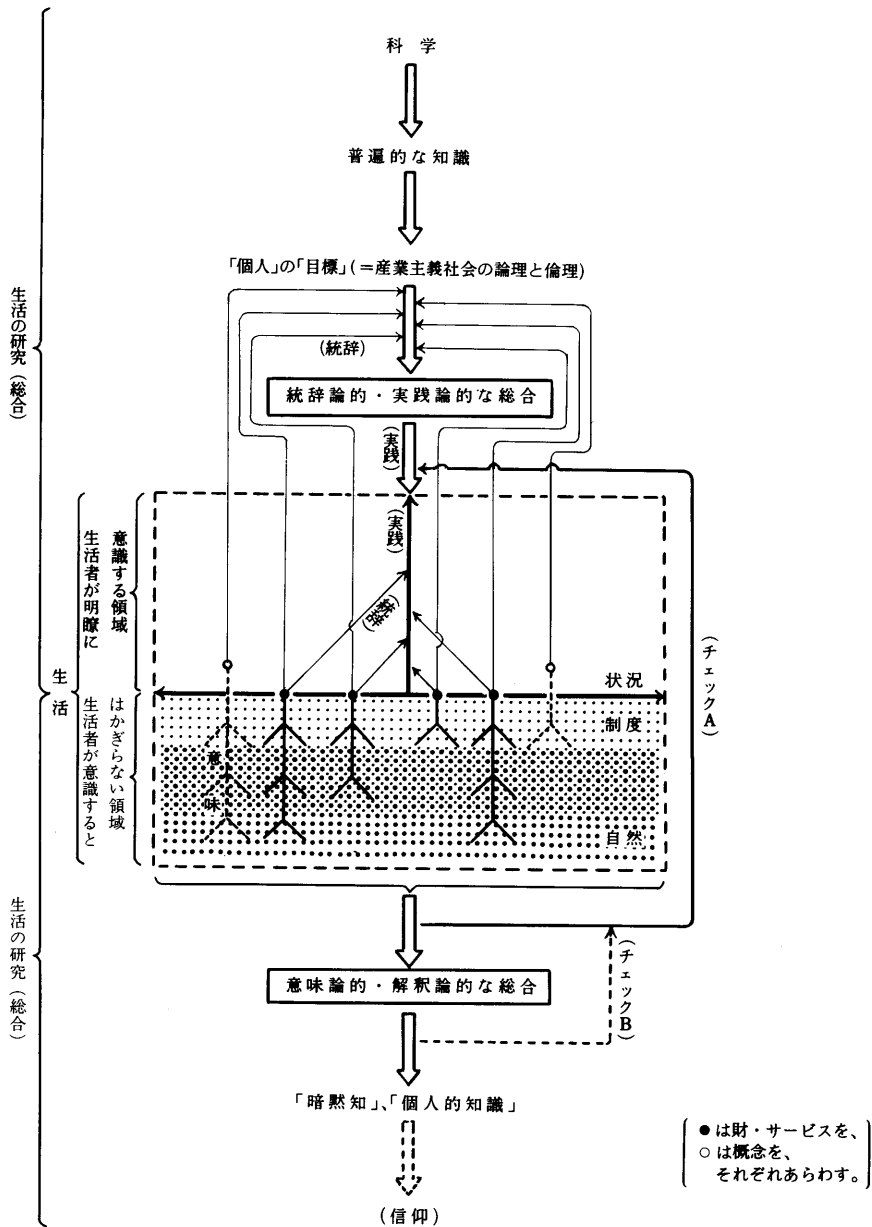 科学
普遍的な知識
「個人」の「目標」(=産業主義社会の論理と倫理)
(統辞)
統辞論的・実践論的な総合
(実践)
生活の研究(総合)
生活者が明瞭に
意識する領域
(実践)
(統辞)
状況
制度
意味
自然
生活
生活者が意識すると
はかぎらない領域
(チェックA)
生活の研究(総合)
意味論的・解釈論的な総合
(チェックB)
「暗黙知」、「個人的知識」
(信仰)
●は財・サービスを、
○は概念を、
それぞれあらわす。